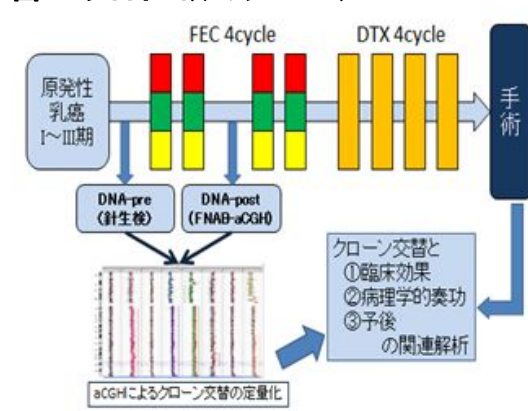 FEC 4cycle
DTX 4cycle
原発性
乳癌
I～III期
手術
DNA-pre
(針生検)
DNA-post
(FNAB-aCGH)
クローン交替と
①臨床効果
②病理学的奏功
③予後
の関連解析
aCGHによるクローン交替の定量化